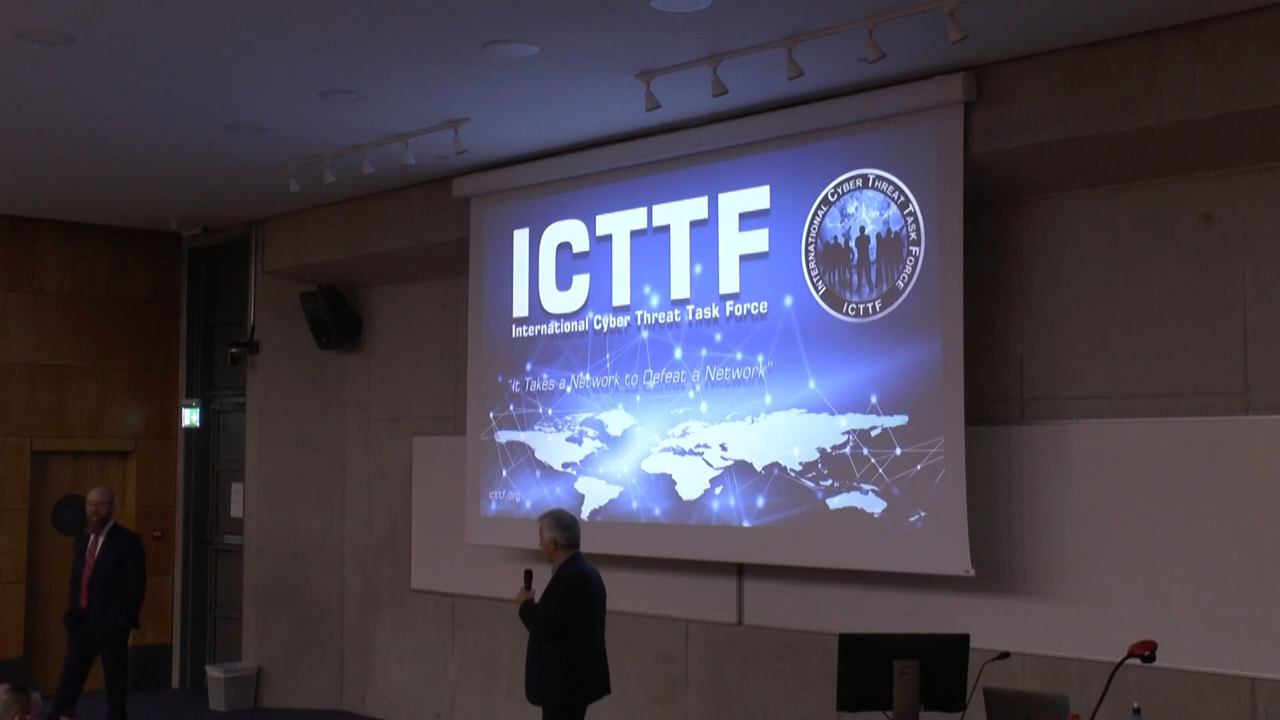 ICTTF
International Cyber Threat Task Force
"It Takes a Network to Defeat a Network"
icttf.org
INTERNATIONAL CYBER THREAT TASK FORCE
ICTTF